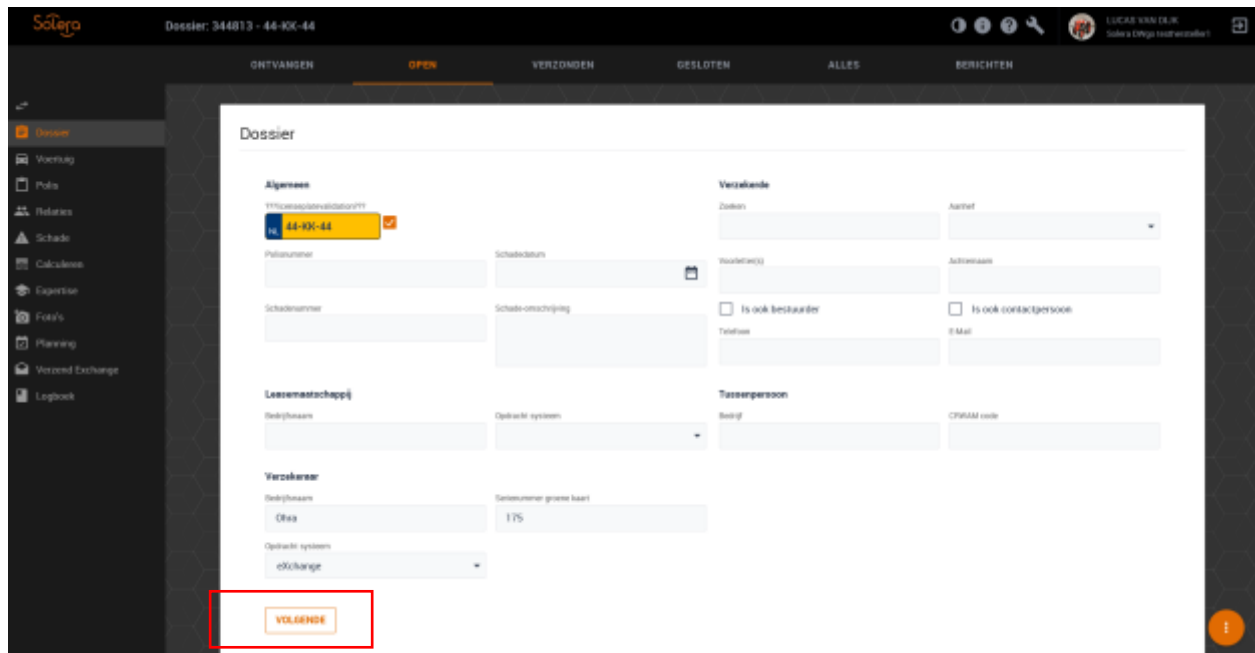 Solera
Dossier: 344813 - 44-KK-44
LUCAS VAN DIJK
ONTVANGEN
OPEN
VERZONDEN
GESLOTEN
ALLES
BERICHTEN
Dossier
Voertuig
Polis
Relaties
Schade
Calculeren
Expertise
Foto's
Planning
Verzend Exchange
Logboek
Dossier
Algemeen
???licenseplatevalidation???
NL 44-KK-44
Polisnummer
Schadedatum
Schadenummer
Schade-omschrijving
Verzekerde
Zoeken
Aanhef
Voorletter(s)
Achternaam
Is ook bestuurder
Is ook contactpersoon
Telefoon
E-Mail
Leasemaatschappij
Bedrijfsnaam
Opdracht systeem
Tussenpersoon
Bedrijf
Verzekeraar
Bedrijfsnaam
Serienummer groene kaart
Ohra
175
Opdracht systeem
eXchange
VOLGENDE